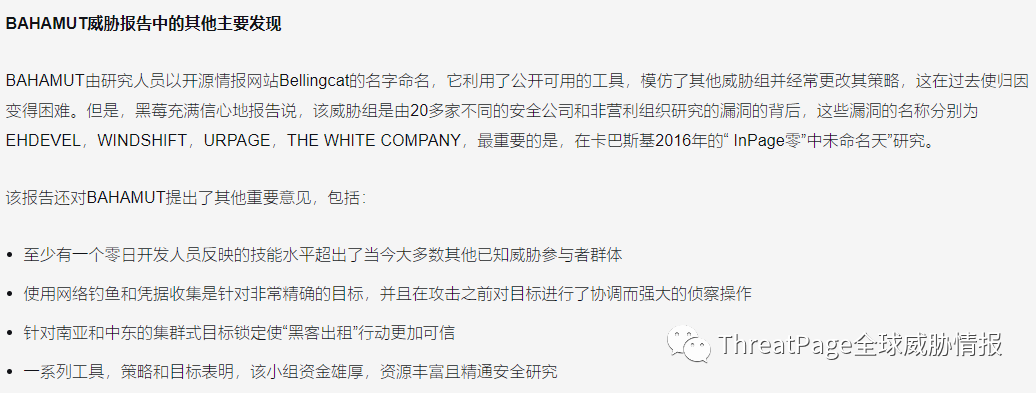 BAHAMUT威胁报告中的其他主要发现
BAHAMUT由研究人员以开源情报网站Bellingcat的名字命名，它利用了公开可用的工具，模仿了其他威胁组并经常更改其策略，这在过去使归因
变得困难。但是，黑莓充满信心地报告说，该威胁组是由20多家不同的安全公司和非营利组织研究的漏洞的背后，这些漏洞的名称分别为
EHDEVEL，WINDSHIFT，URPAGE，THE WHITE COMPANY，最重要的是，在卡巴斯基2016年的“ InPage零”中未命名天”研究。
该报告还对BAHAMUT提出了其他重要意见，包括：
• 至少有一个零日开发人员反映的技能水平超出了当今大多数其他已知威胁参与者群体
• 使用网络钓鱼和凭据收集是针对非常精确的目标，并且在攻击之前对目标进行了协调而强大的侦察操作
• 针对南亚和中东的集群式目标锁定使“黑客出租”行动更加可信
• 一系列工具，策略和目标表明，该小组资金雄厚，资源丰富且精通安全研究
ThreatPage全球威胁情报